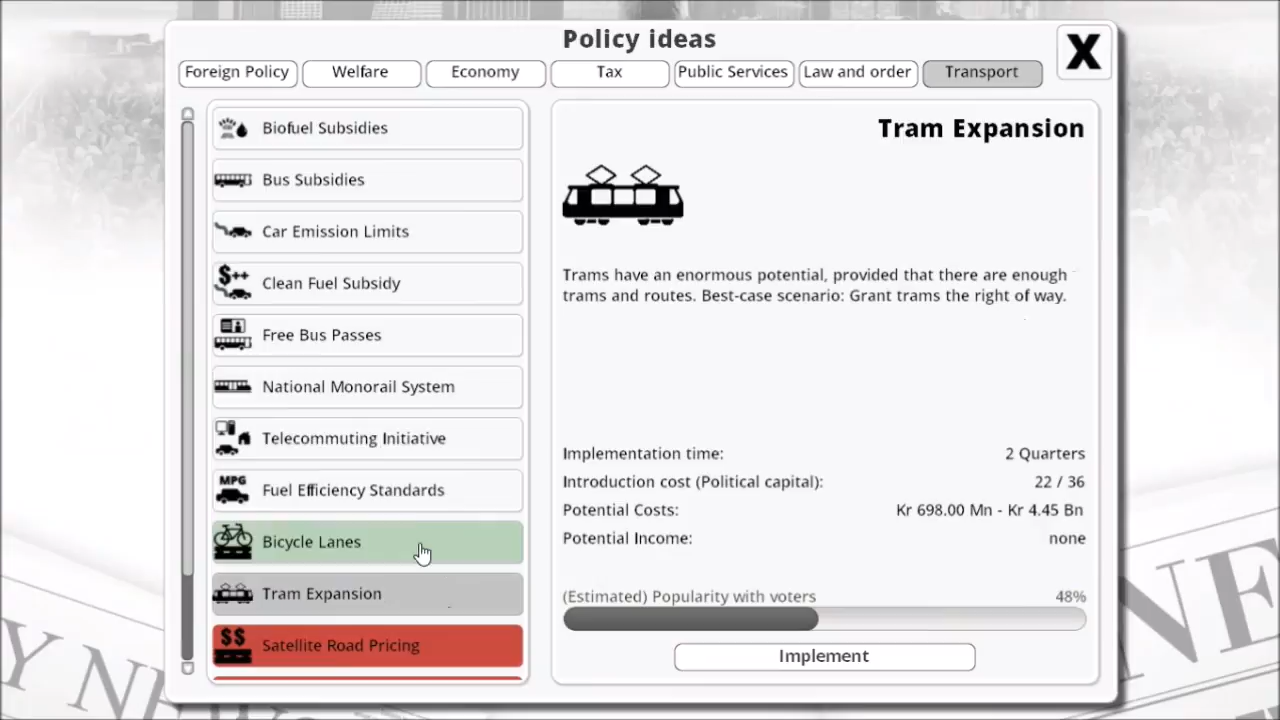 Policy ideas
X
Foreign Policy
Welfare
Economy
Tax
Public Services
Law and order
Transport
Biofuel Subsidies
Bus Subsidies
Car Emission Limits
$++
Clean Fuel Subsidy
Free Bus Passes
National Monorail System
Telecommuting Initiative
MPG
Fuel Efficiency Standards
Bicycle Lanes
Tram Expansion
$$
Satellite Road Pricing
Tram Expansion
Trams have an enormous potential, provided that there are enough
trams and routes. Best-case scenario: Grant trams the right of way.
Implementation time: 2 Quarters
Introduction cost (Political capital): 22 / 36
Potential Costs: Kr 698.00 Mn - Kr 4.45 Bn
Potential Income: none
(Estimated) Popularity with voters 48%
Implement
Y NEWS
NE